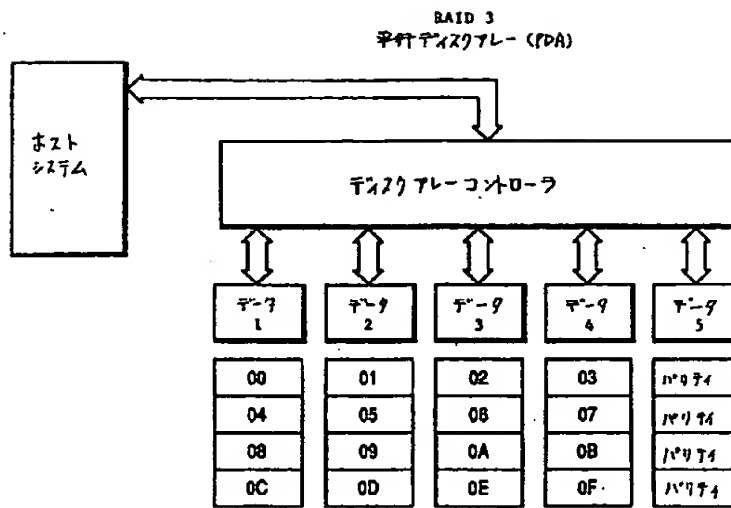 RAID 3
平行ディスクアレー (PDA)
ホスト
システム
ディスクアレーコントローラ
データ
1
データ
2
データ
3
データ
4
データ
5
00 01 02 03 パリティ
04 05 06 07 パリティ
08 09 0A 0B パリティ
0C 0D 0E 0F パリティ